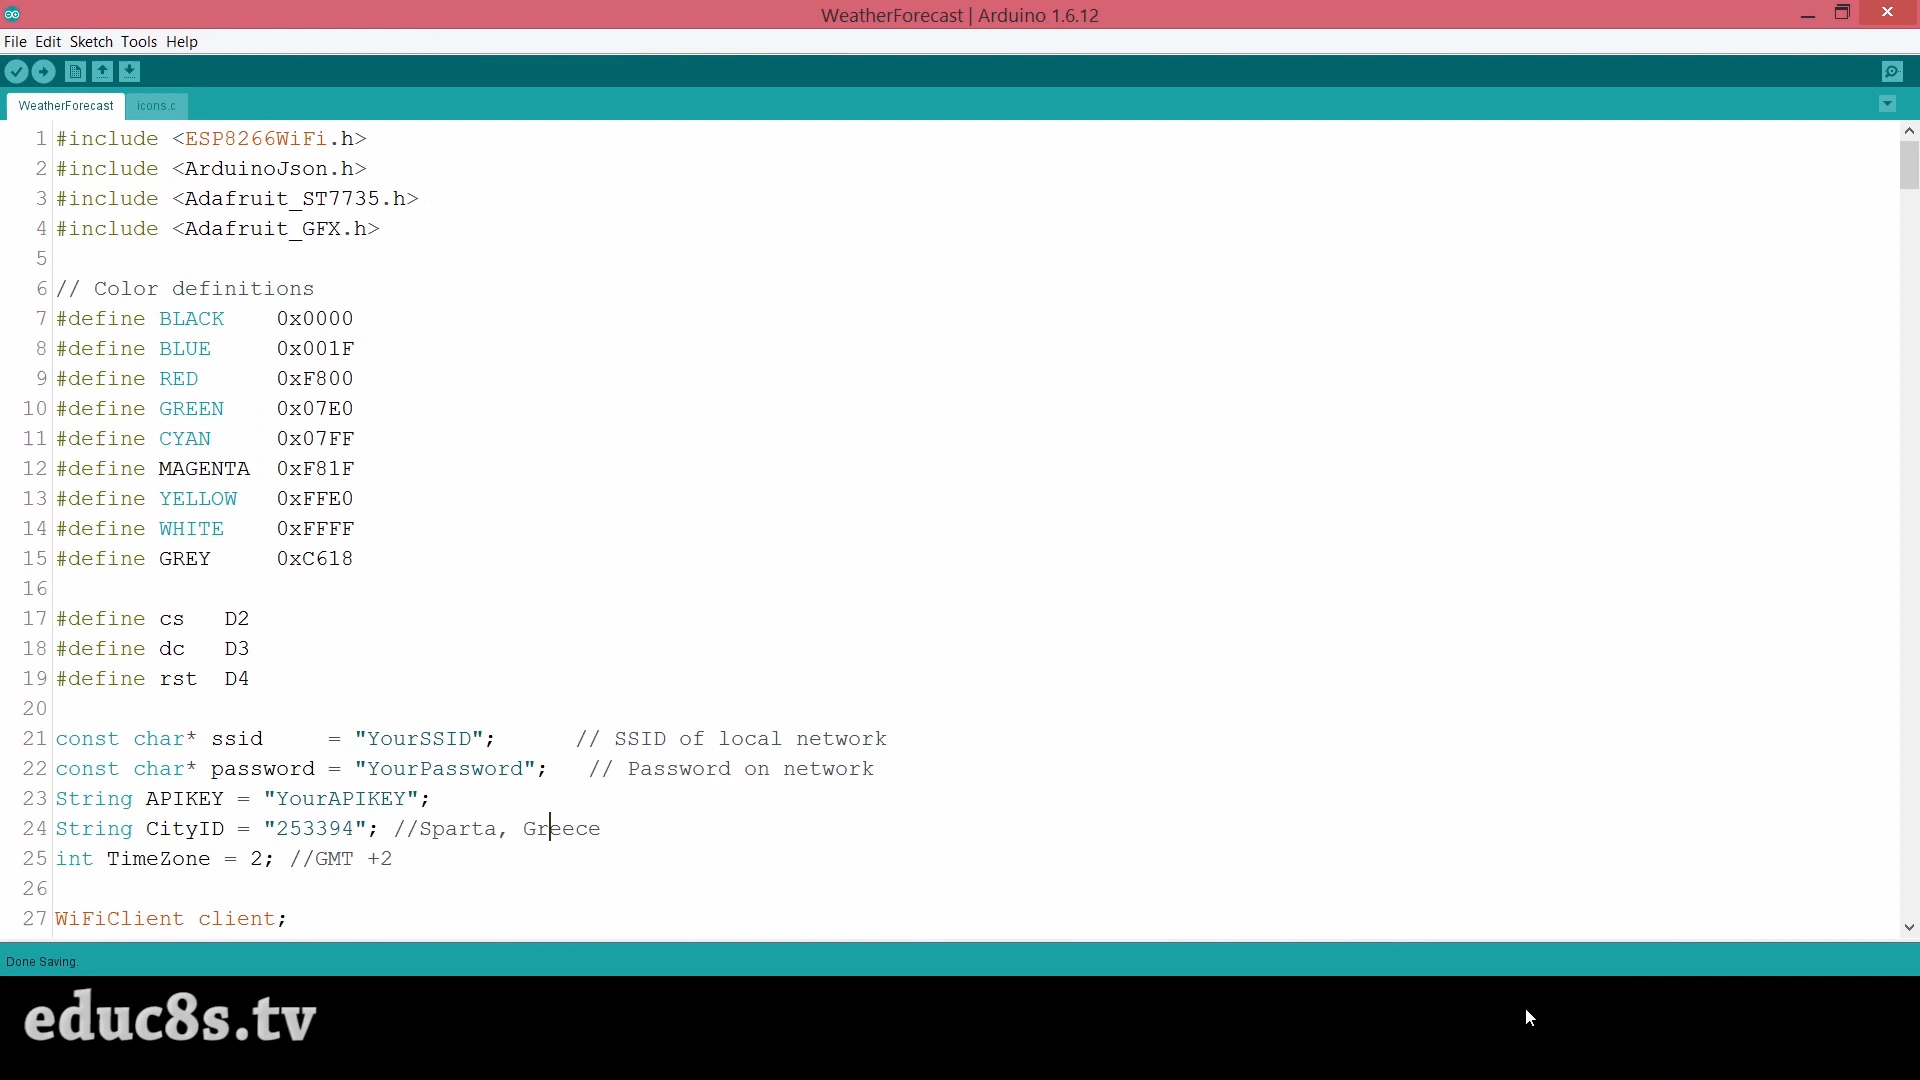 WeatherForecast | Arduino 1.6.12
File Edit Sketch Tools Help
WeatherForecast icons.c
1 #include <ESP8266WiFi.h>
2 #include <ArduinoJson.h>
3 #include <Adafruit_ST7735.h>
4 #include <Adafruit_GFX.h>
5
6 // Color definitions
7 #define BLACK 0x0000
8 #define BLUE 0x001F
9 #define RED 0xF800
10 #define GREEN 0x07E0
11 #define CYAN 0x07FF
12 #define MAGENTA 0xF81F
13 #define YELLOW 0xFFE0
14 #define WHITE 0xFFFF
15 #define GREY 0xC618
16
17 #define cs D2
18 #define dc D3
19 #define rst D4
20
21 const char* ssid = "YourSSID"; // SSID of local network
22 const char* password = "YourPassword"; // Password on network
23 String APIKEY = "YourAPIKEY";
24 String CityID = "253394"; //Sparta, Greece
25 int TimeZone = 2; //GMT +2
26
27 WiFiClient client;
Done Saving.
educ8s.tv